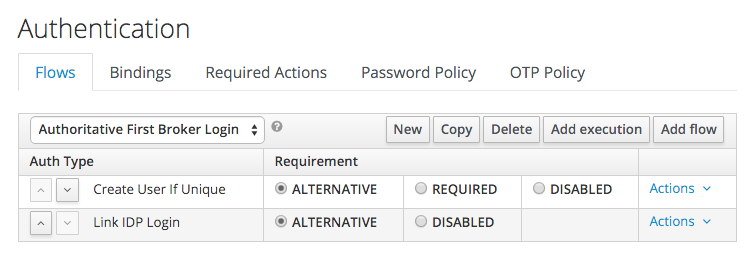 Authentication
Flows Bindings Required Actions Password Policy OTP Policy
Authoritative First Broker Login New Copy Delete Add execution Add flow
Auth Type Requirement
Create User If Unique ALTERNATIVE REQUIRED DISABLED Actions
Link IDP Login ALTERNATIVE DISABLED Actions